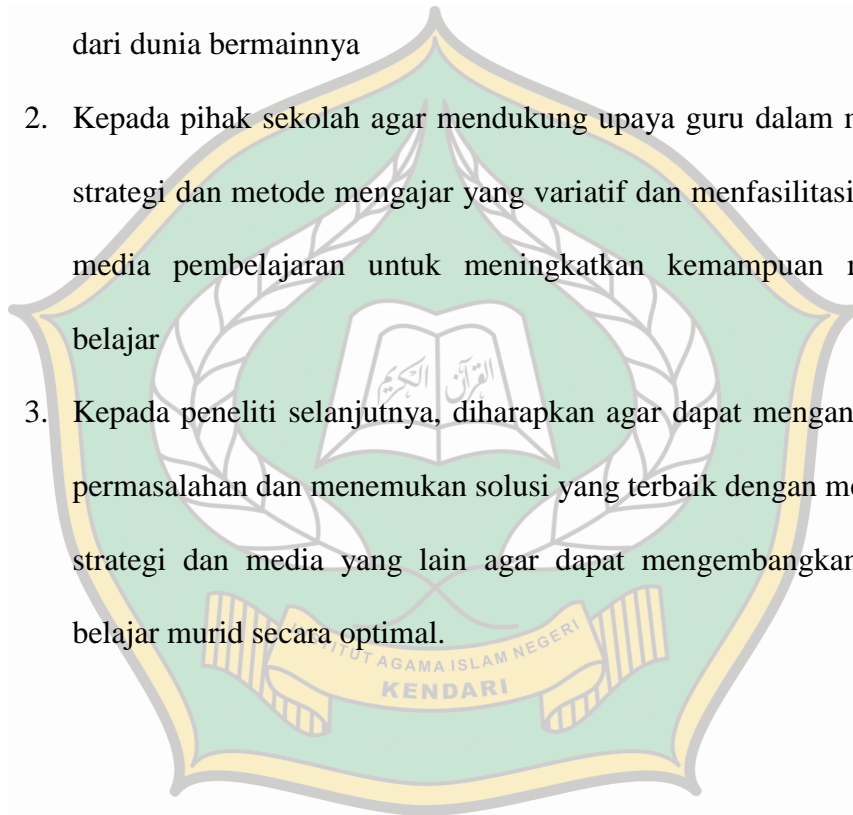 dari dunia bermainnya
2. Kepada pihak sekolah agar mendukung upaya guru dalam
strategi dan metode mengajar yang variatif dan menfasilitasi
media pembelajaran untuk meningkatkan kemampuan
belajar
القرآن الكريم
3. Kepada peneliti selanjutnya, diharapkan agar dapat mengan
permasalahan dan menemukan solusi yang terbaik dengan
strategi dan media yang lain agar dapat mengembangkan
belajar murid secara optimal.
INSTITUT AGAMA ISLAM NEGERI
KENDARI